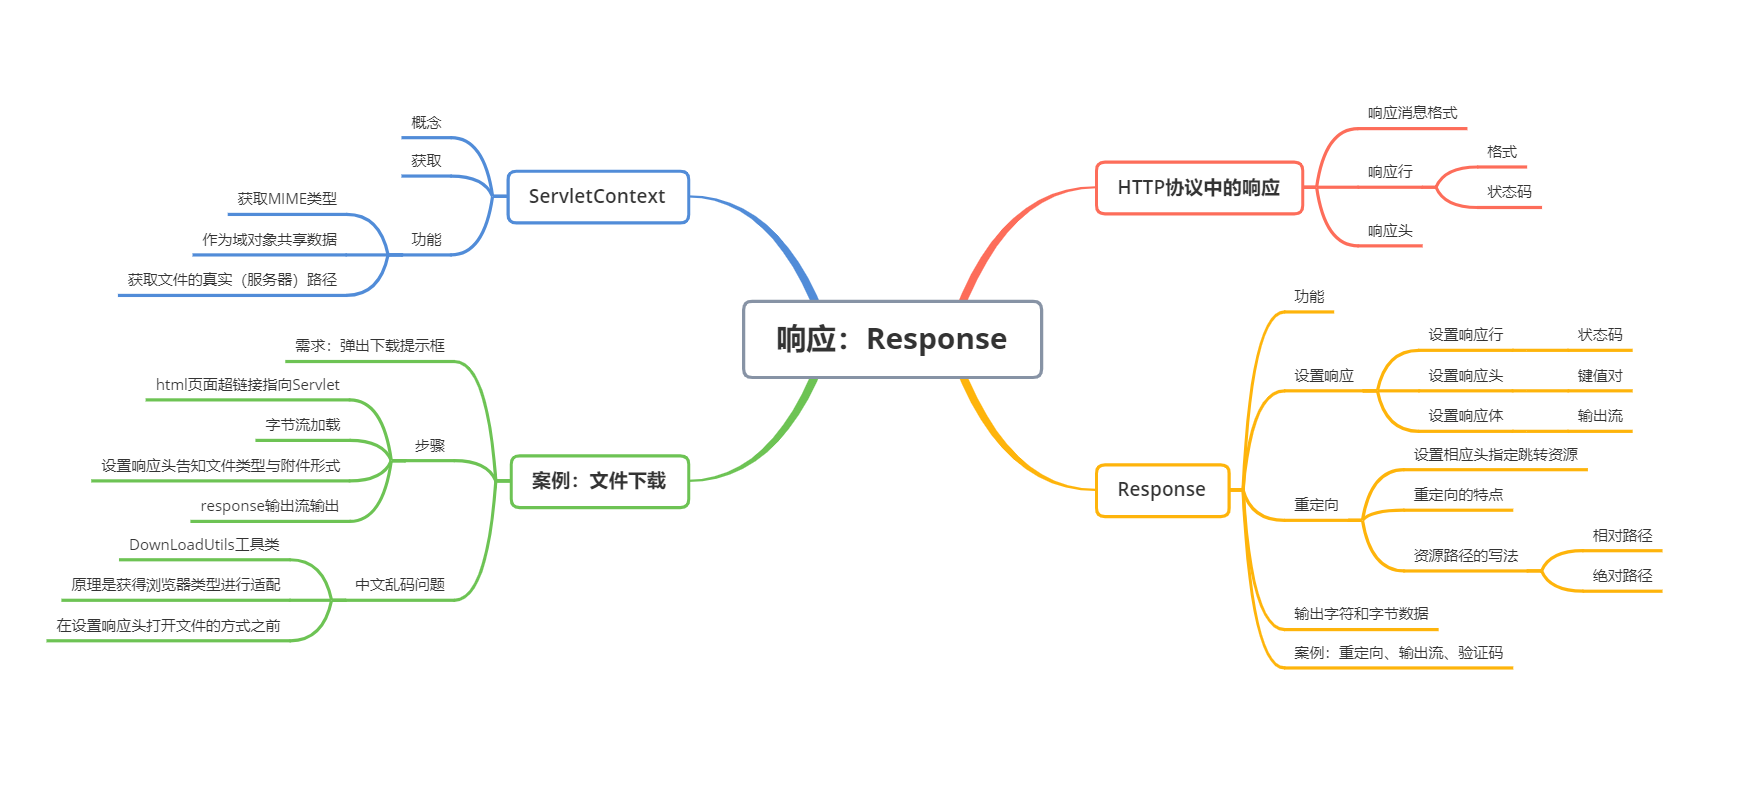 响应：Response
HTTP协议中的响应
响应消息格式
响应行
格式
状态码
响应头
Response
功能
设置响应
设置响应行
状态码
设置响应头
键值对
设置响应体
输出流
重定向
设置相应头指定跳转资源
重定向的特点
资源路径的写法
相对路径
绝对路径
输出字符和字节数据
案例：重定向、输出流、验证码
ServletContext
概念
获取
功能
获取MIME类型
作为域对象共享数据
获取文件的真实（服务器）路径
案例：文件下载
需求：弹出下载提示框
步骤
html页面超链接指向Servlet
字节流加载
设置响应头告知文件类型与附件形式
response输出流输出
中文乱码问题
DownLoadUtils工具类
原理是获得浏览器类型进行适配
在设置响应头打开文件的方式之前